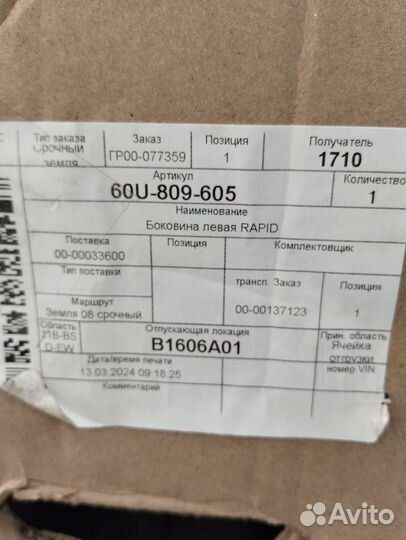 Тип заказа Заказ Позиция Получатель
Срочный ГР00-077359 1 1710
земля
Артикул Количество
60U-809-605 1
Наименование
Боковина левая RAPID
Поставка Позиция Комплектовщик
00-00033600
Тип поставки
трансп. Заказ Позиция
Маршрут
Земля 08 срочный 00-00137123 1
Область Отпускающая локация Прин. область
B1606A01 Ячейка
D-EW
Дата/время печати отгрузки
13.03.2024 09:18:25 номер VIN
Комментарий
Avito